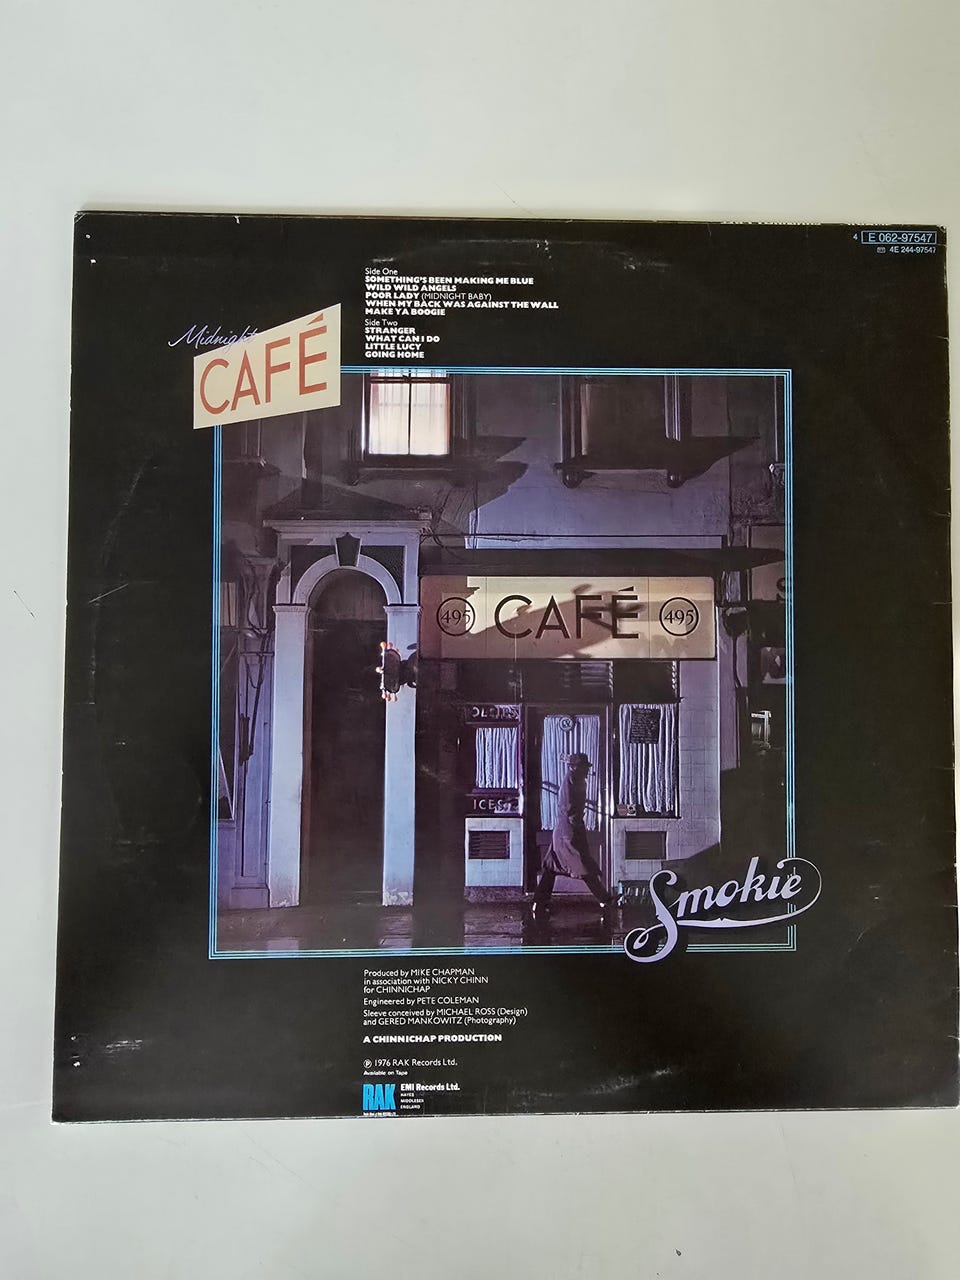 4 E 062-97547
4E 244-97547
Side One
SOMETHING'S BEEN MAKING ME BLUE
WILD WILD ANGELS
POOR LADY (MIDNIGHT BABY)
WHEN MY BACK WAS AGAINST THE WALL
MAKE YA BOOGIE
Side Two
STRANGER
WHAT CAN I DO
LITTLE LUCY
GOING HOME
Midnight
CAFÉ
495 CAFÉ 495
ICES
Smokie
Produced by MIKE CHAPMAN
in association with NICKY CHINN
for CHINNICHAP
Engineered by PETE COLEMAN
Sleeve conceived by MICHAEL ROSS (Design)
and GERED MANKOWITZ (Photography)
A CHINNICHAP PRODUCTION
Ⓟ 1976 RAK Records Ltd.
Available on Tape
RAK
EMI Records Ltd.
HAYES
MIDDLESEX
ENGLAND